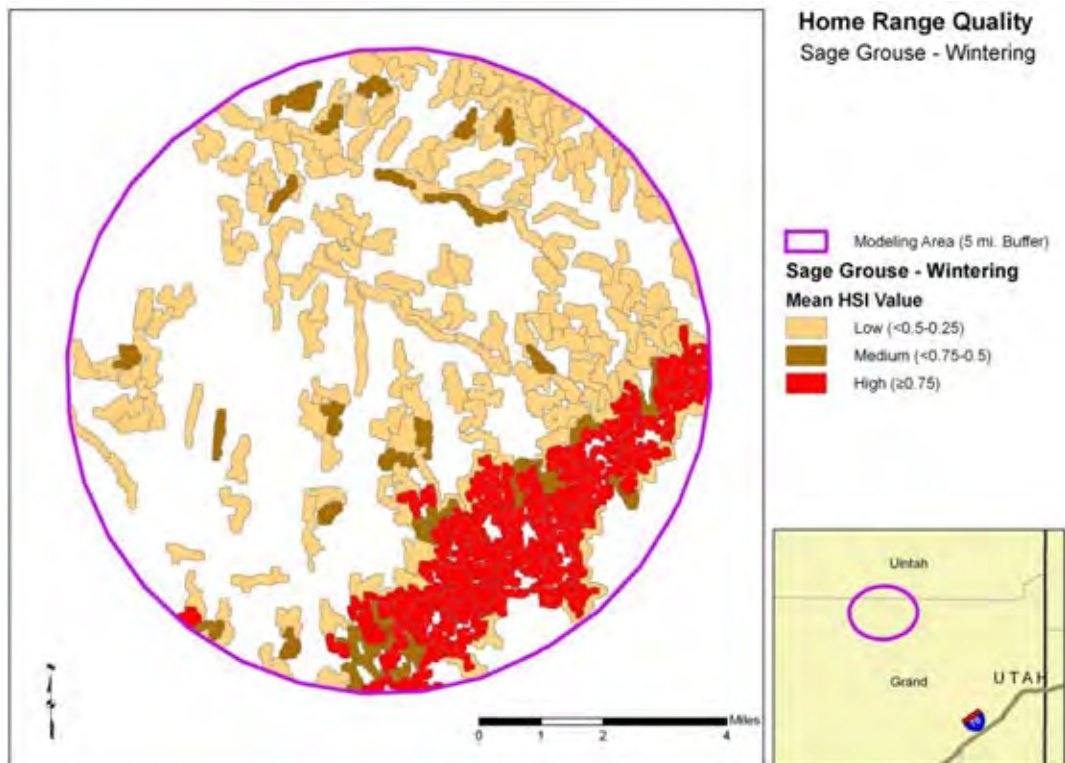 Home Range Quality
Sage Grouse - Wintering
Modeling Area (5 mi. Buffer)
Sage Grouse - Wintering
Mean HSI Value
Low (<0.5-0.25)
Medium (<0.75-0.5)
High (≥0.75)
Miles
0 1 2 4
Uintah
Grand
UTAH
70